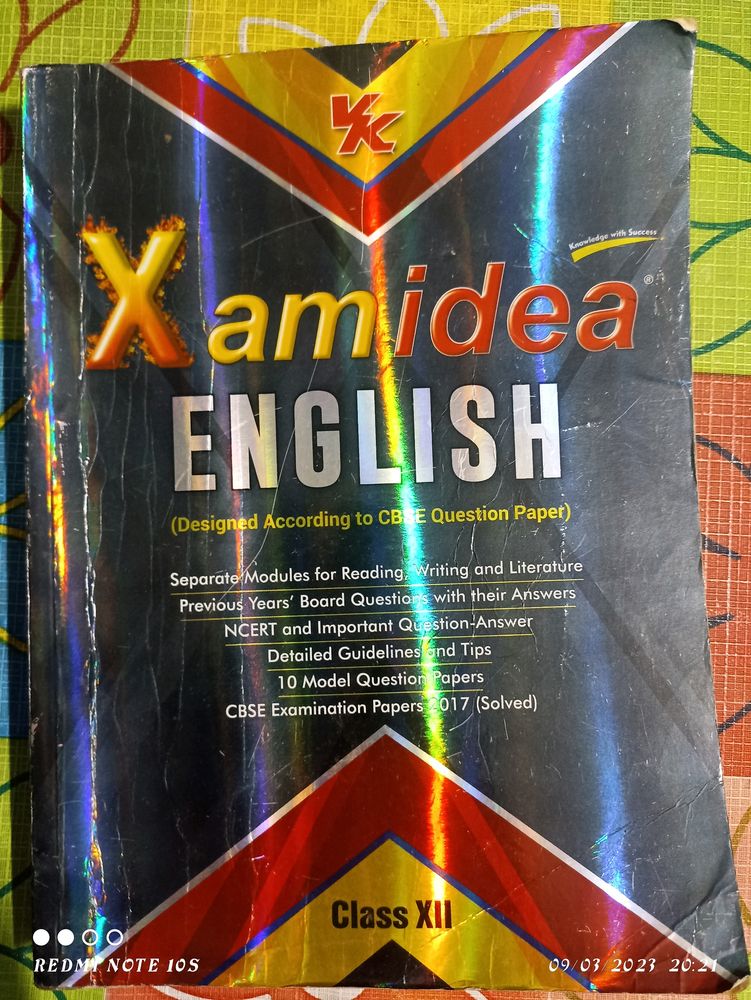 VK
Knowledge with Success
Xamidea®
ENGLISH
(Designed According to CBSE Question Paper)
Separate Modules for Reading, Writing and Literature
Previous Years' Board Questions with their Answers
NCERT and Important Question-Answer
Detailed Guidelines and Tips
10 Model Question Papers
CBSE Examination Papers 2017 (Solved)
Class XII
REDMI NOTE 10S
09/03/2023 20:21